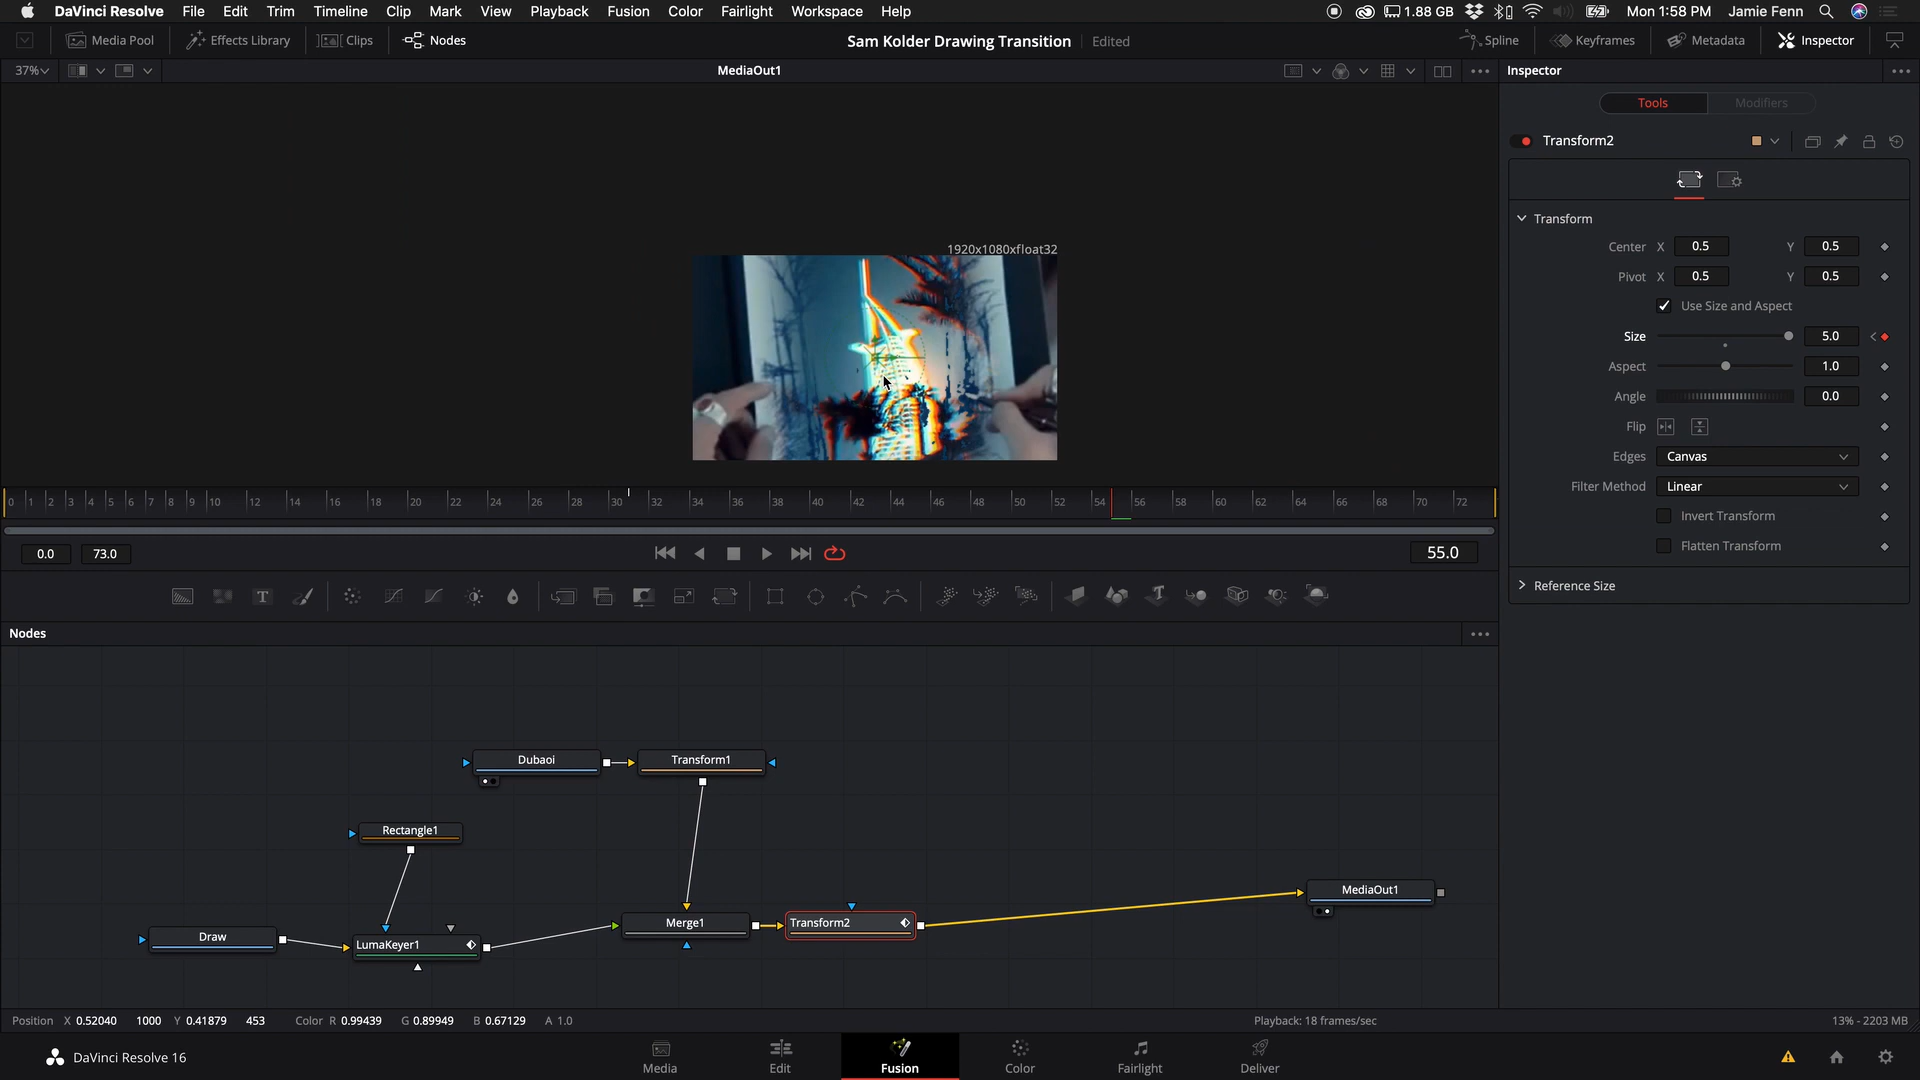 DaVinci Resolve File Edit Trim Timeline Clip Mark View Playback Fusion Color Fairlight Workspace Help 1.88 GB Mon 1:58 PM Jamie Fenn
Media Pool Effects Library Clips Nodes Sam Kolder Drawing Transition Edited Spline Keyframes Metadata Inspector
37% MediaOut1 Inspector
Tools Modifiers
Transform2
Transform
1920x1080xfloat32
Center X 0.5 Y 0.5
Pivot X 0.5 Y 0.5
Use Size and Aspect
Size 5.0
Aspect 1.0
Angle 0.0
Flip
Edges Canvas
Filter Method Linear
0 1 2 3 4 5 6 7 8 9 10 12 14 16 18 20 22 24 26 28 30 32 34 36 38 40 42 44 46 48 50 52 54 56 58 60 62 64 66 68 70 72
Invert Transform
Flatten Transform
0.0 73.0 55.0
Reference Size
T T
Nodes
Dubaoi Transform1
Rectangle1
MediaOut1
Merge1 Transform2
Draw LumaKeyer1
Position X 0.52040 1000 Y 0.41879 453 Color R 0.99439 G 0.89949 B 0.67129 A 1.0 Playback: 18 frames/sec 13% - 2203 MB
DaVinci Resolve 16 Media Edit Fusion Color Fairlight Deliver